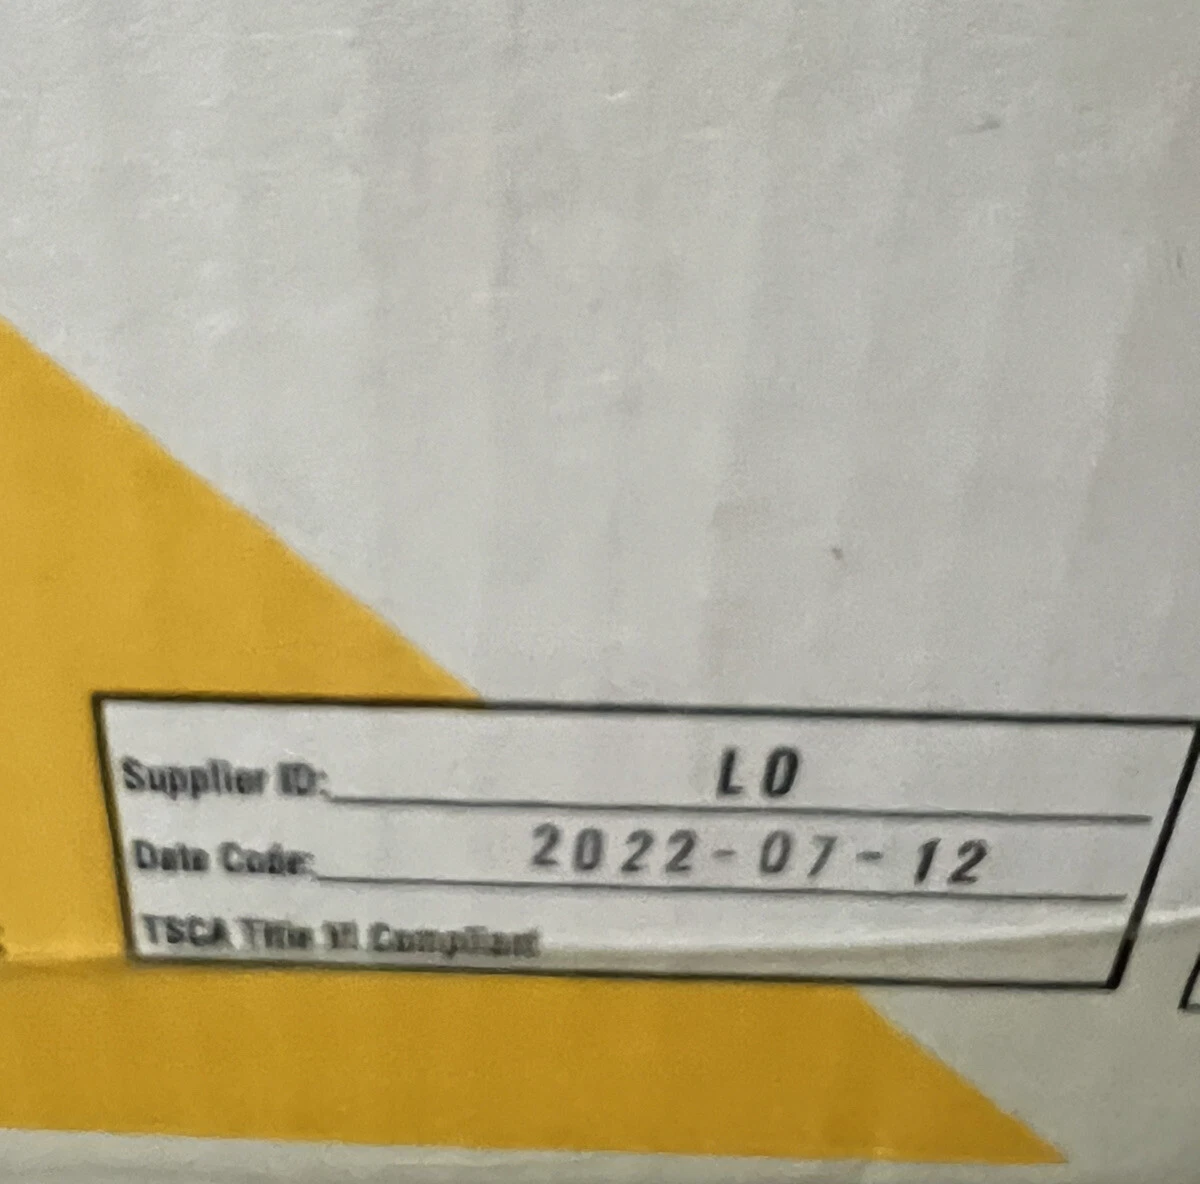 Supplier ID: LO
Date Code: 2022-07-12
TSCA Title VI Compliant